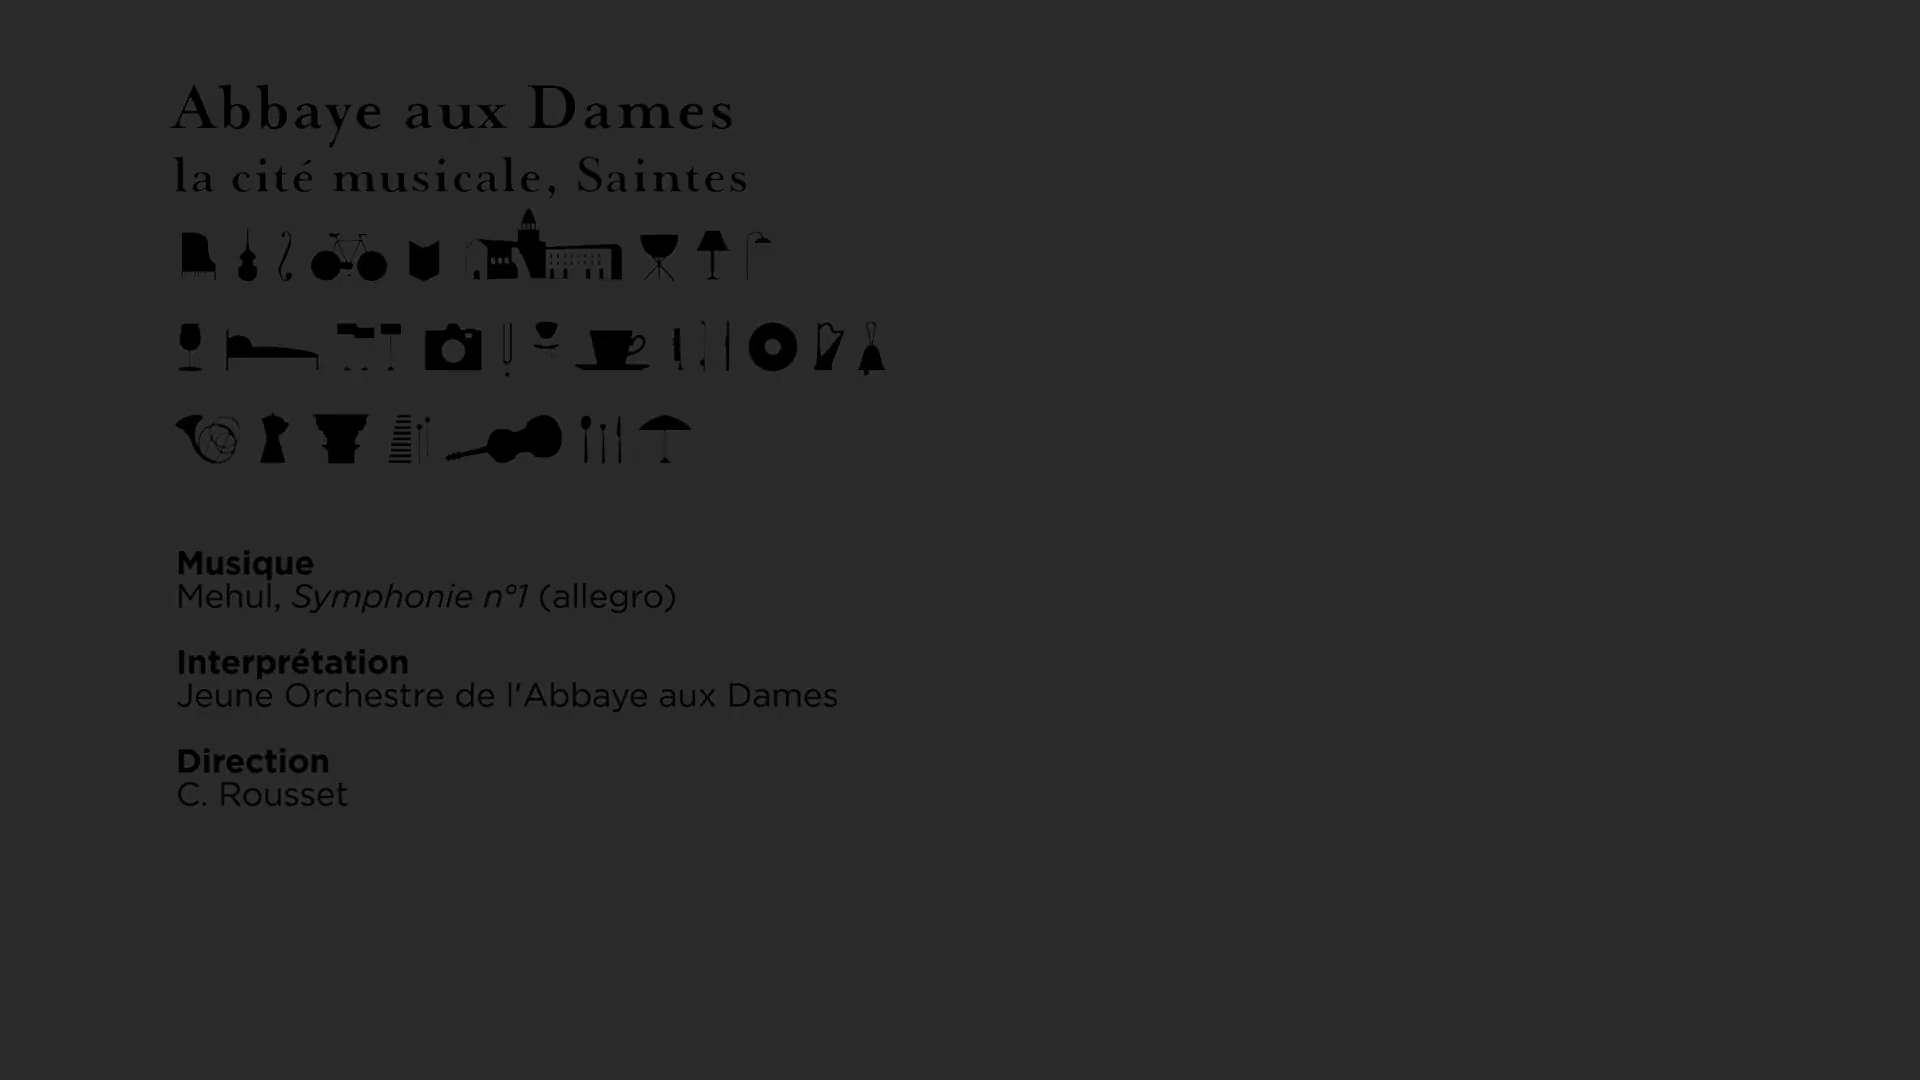 Abbaye aux Dames
la cité musicale, Saintes
Musique
Mehul, Symphonie n°1 (allegro)
Interprétation
Jeune Orchestre de l'Abbaye aux Dames
Direction
C. Rousset